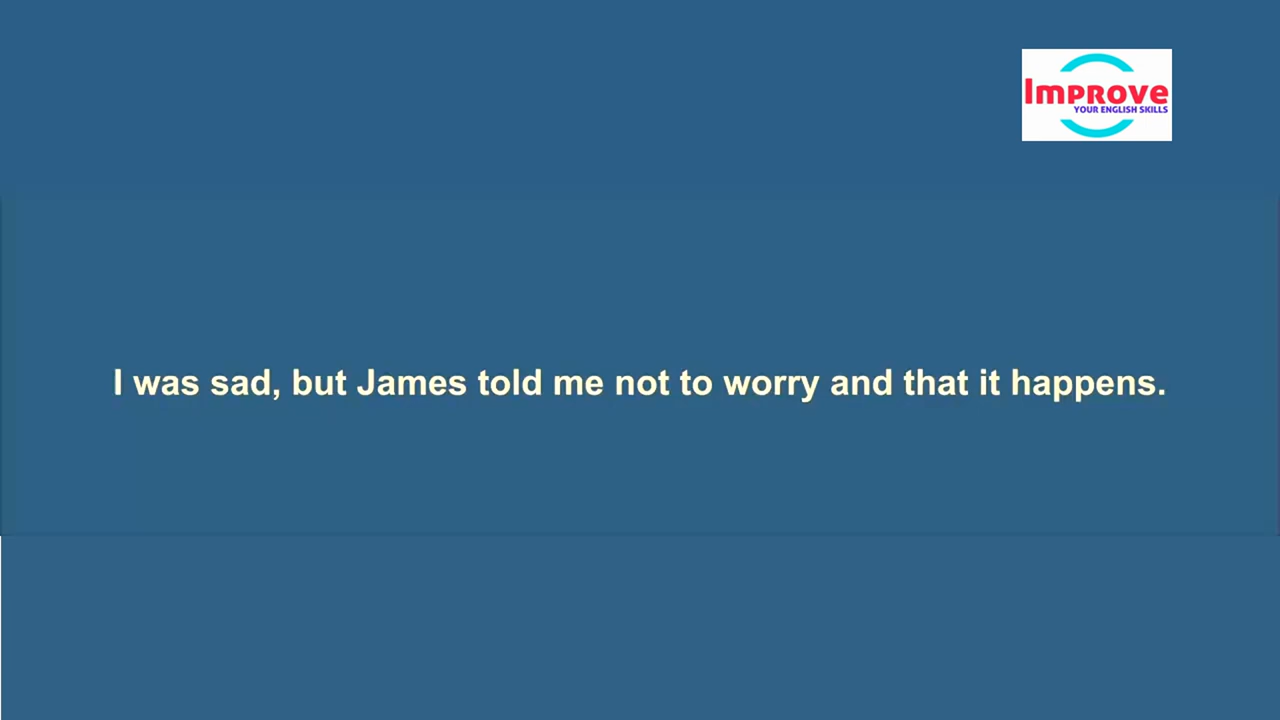 Improve
YOUR ENGLISH SKILLS
I was sad, but James told me not to worry and that it happens.